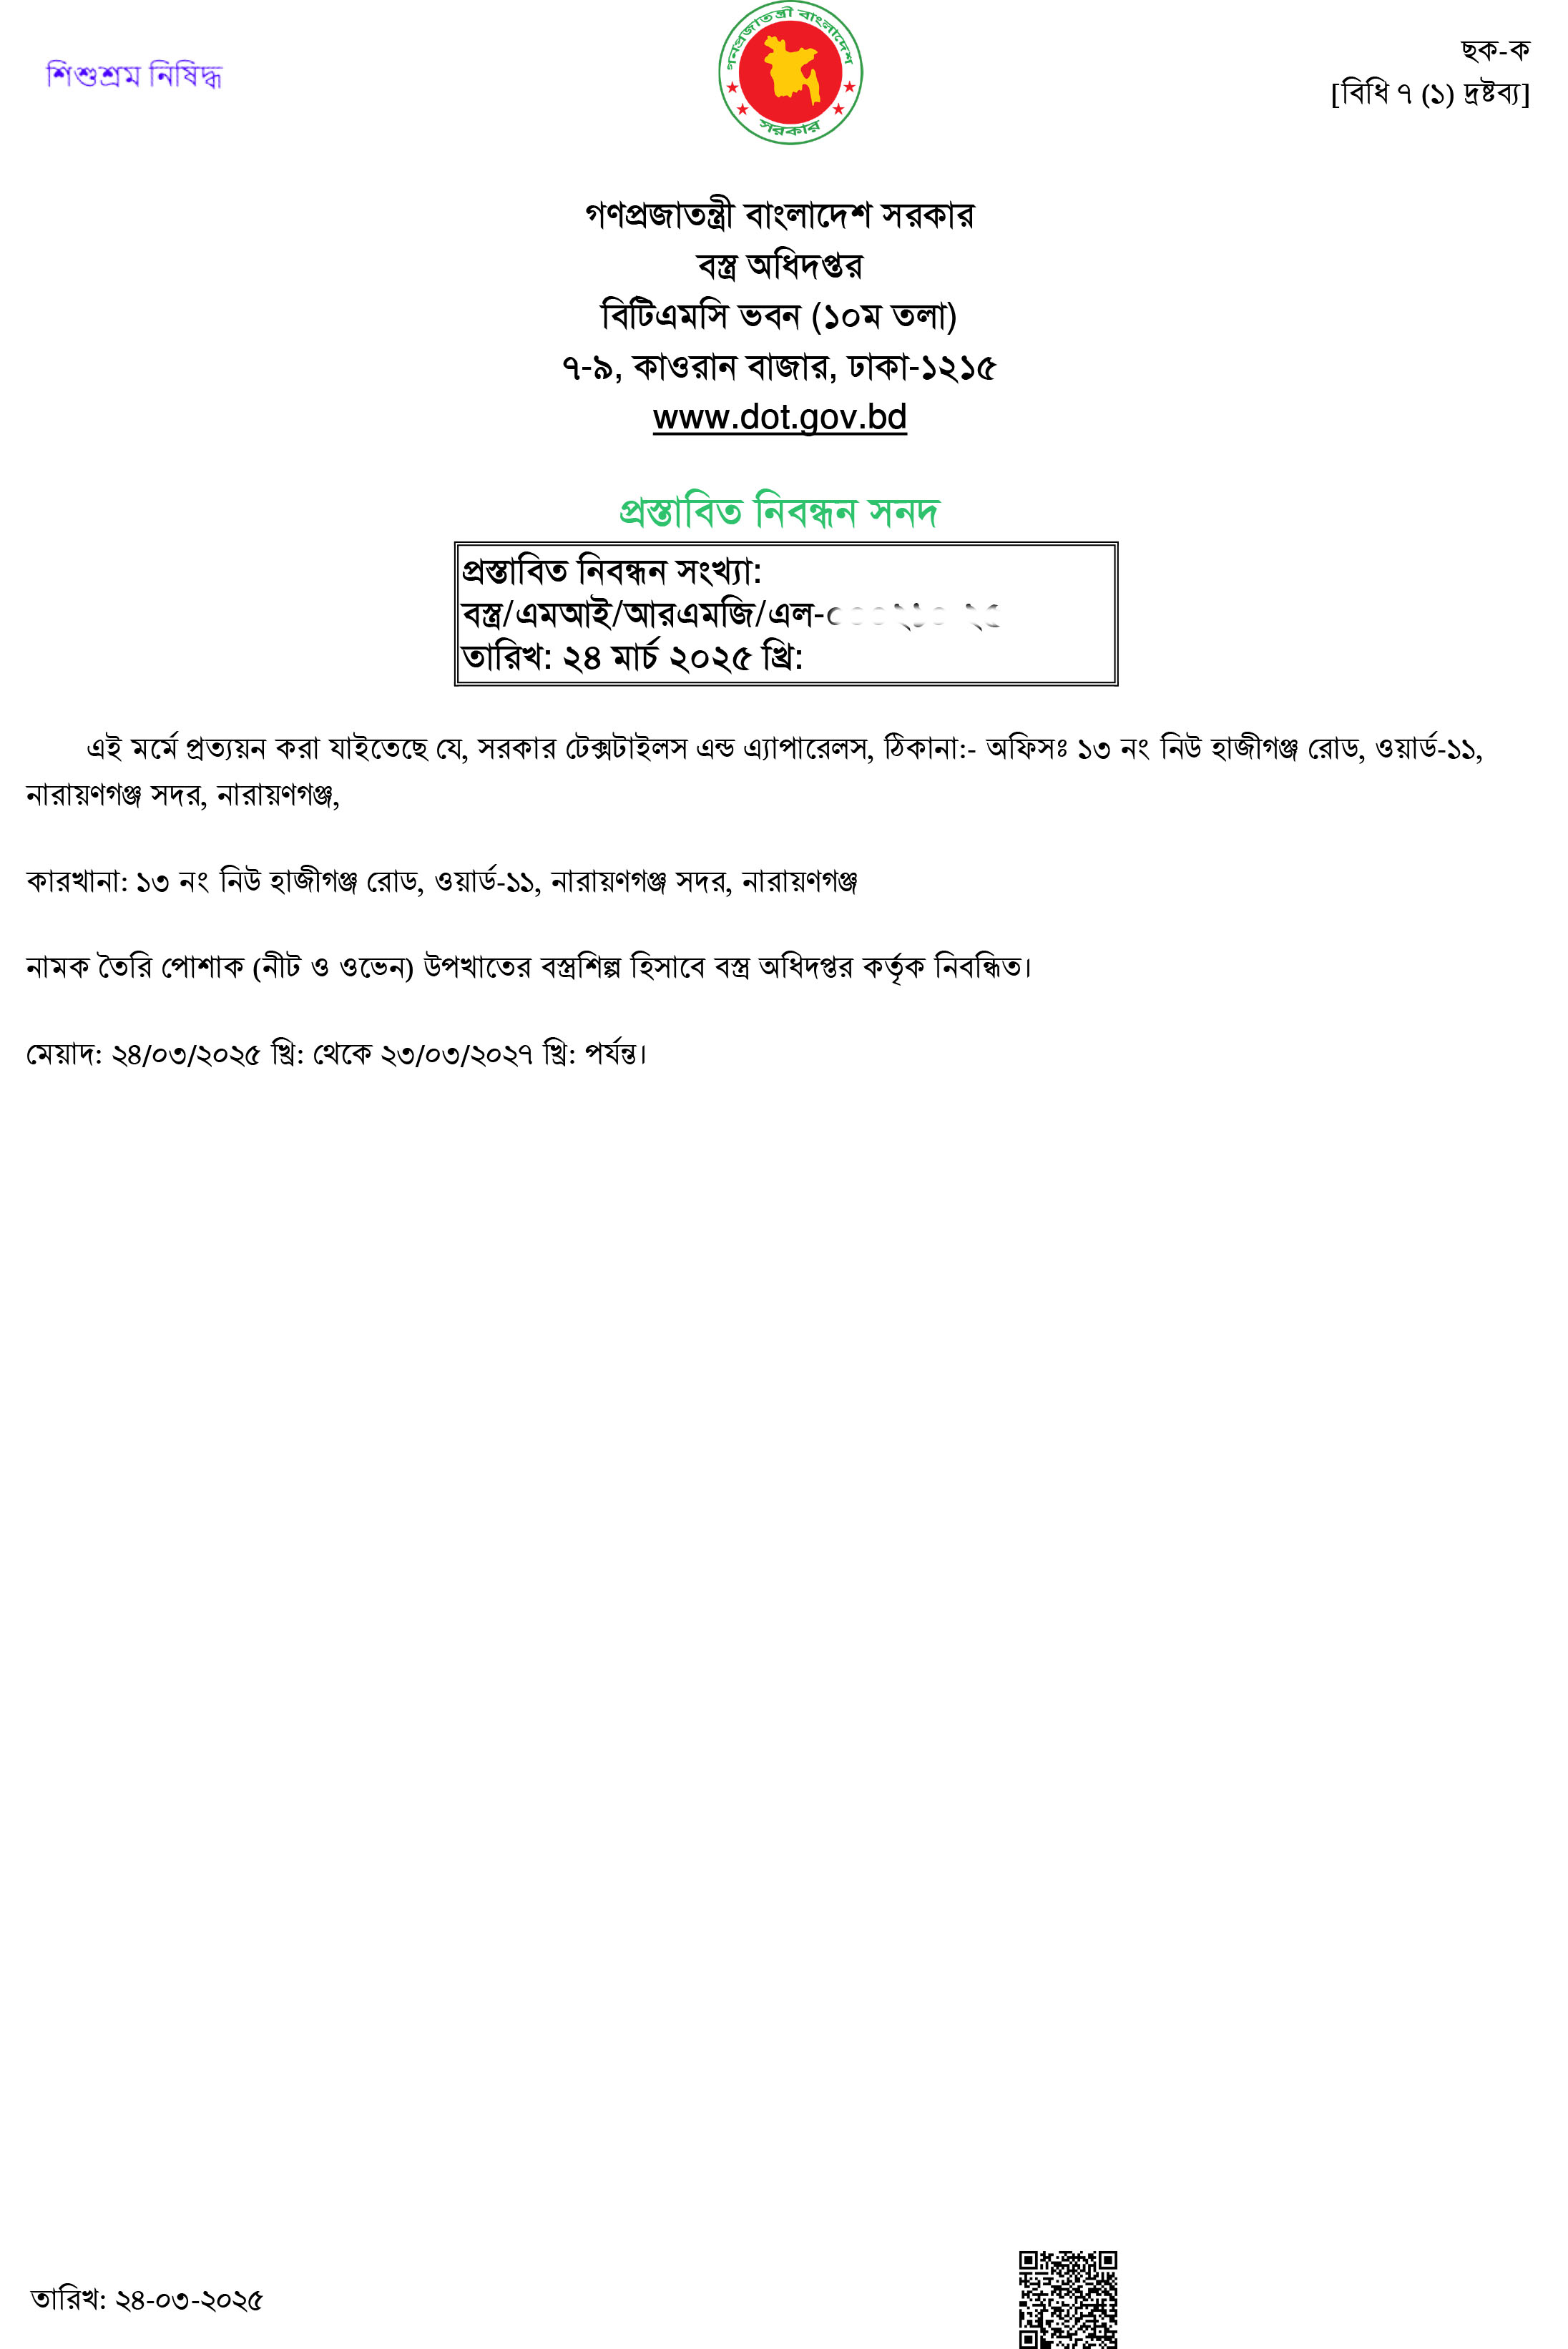 শিশুশ্রম নিষিদ্ধ
গনপ্রজাতন্ত্রী বাংলাদেশ
সরকার
ছক-ক
[বিধি ৭ (১) দ্রষ্টব্য]
গণপ্রজাতন্ত্রী বাংলাদেশ সরকার
বস্ত্র অধিদপ্তর
বিটিএমসি ভবন (১০ম তলা)
৭-৯, কাওরান বাজার, ঢাকা-১২১৫
www.dot.gov.bd
প্রস্তাবিত নিবন্ধন সনদ
প্রস্তাবিত নিবন্ধন সংখ্যা:
বস্ত্র/এমআই/আরএমজি/এল-
তারিখ: ২৪ মার্চ ২০২৫ খ্রি:
এই মর্মে প্রত্যয়ন করা যাইতেছে যে, সরকার টেক্সটাইলস এন্ড এ্যাপারেলস, ঠিকানা:- অফিসঃ ১৩ নং নিউ হাজীগঞ্জ রোড, ওয়ার্ড-১১,
নারায়ণগঞ্জ সদর, নারায়ণগঞ্জ,
কারখানা: ১৩ নং নিউ হাজীগঞ্জ রোড, ওয়ার্ড-১১, নারায়ণগঞ্জ সদর, নারায়ণগঞ্জ
নামক তৈরি পোশাক (নীট ও ওভেন) উপখাতের বস্ত্রশিল্প হিসাবে বস্ত্র অধিদপ্তর কর্তৃক নিবন্ধিত।
মেয়াদ: ২৪/০৩/২০২৫ খ্রি: থেকে ২৩/০৩/২০২৭ খ্রি: পর্যন্ত।
তারিখ: ২৪-০৩-২০২৫